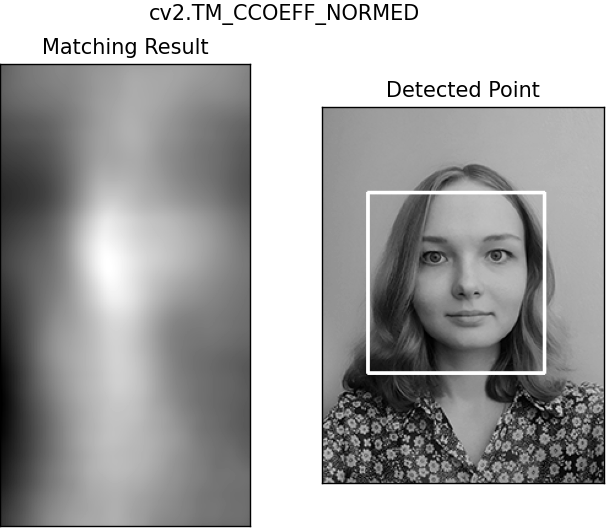 cv2.TM_CCOEFF_NORMED
Matching Result
Detected Point